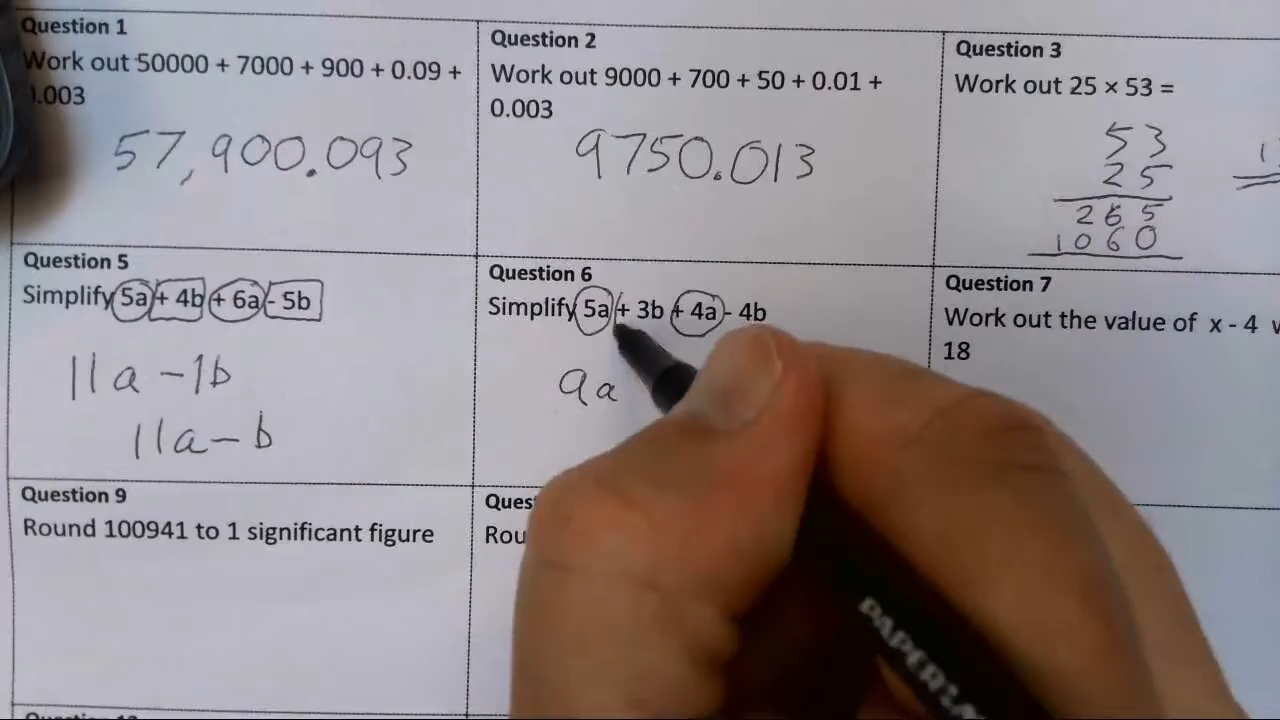 Question 1
Work out 50000 + 7000 + 900 + 0.09 +
0.003
57,900.093
Question 2
Work out 9000 + 700 + 50 + 0.01 +
0.003
9750.013
Question 3
Work out 25 × 53 =
53
25
265
1060
Question 5
Simplify 5a + 4b + 6a - 5b
11a - 1b
11a - b
Question 6
Simplify 5a + 3b + 4a - 4b
9a
Question 7
Work out the value of x - 4
18
Question 9
Round 100941 to 1 significant figure